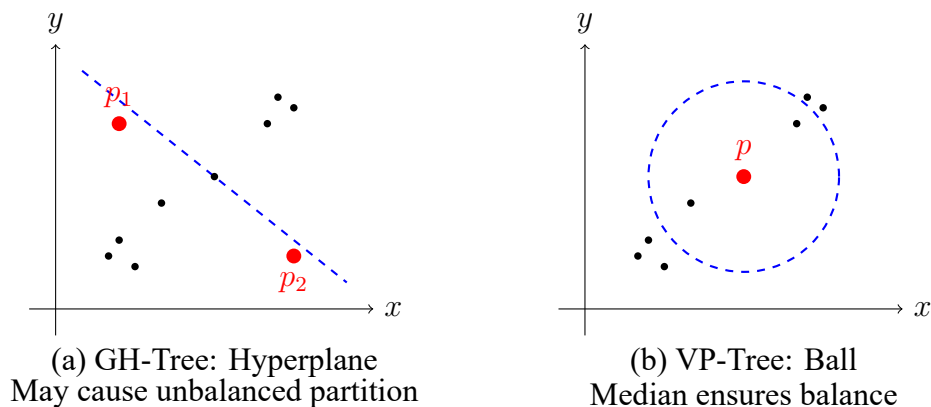 y
p₁
p₂
x
(a) GH-Tree: Hyperplane
May cause unbalanced partition
y
p
x
(b) VP-Tree: Ball
Median ensures balance